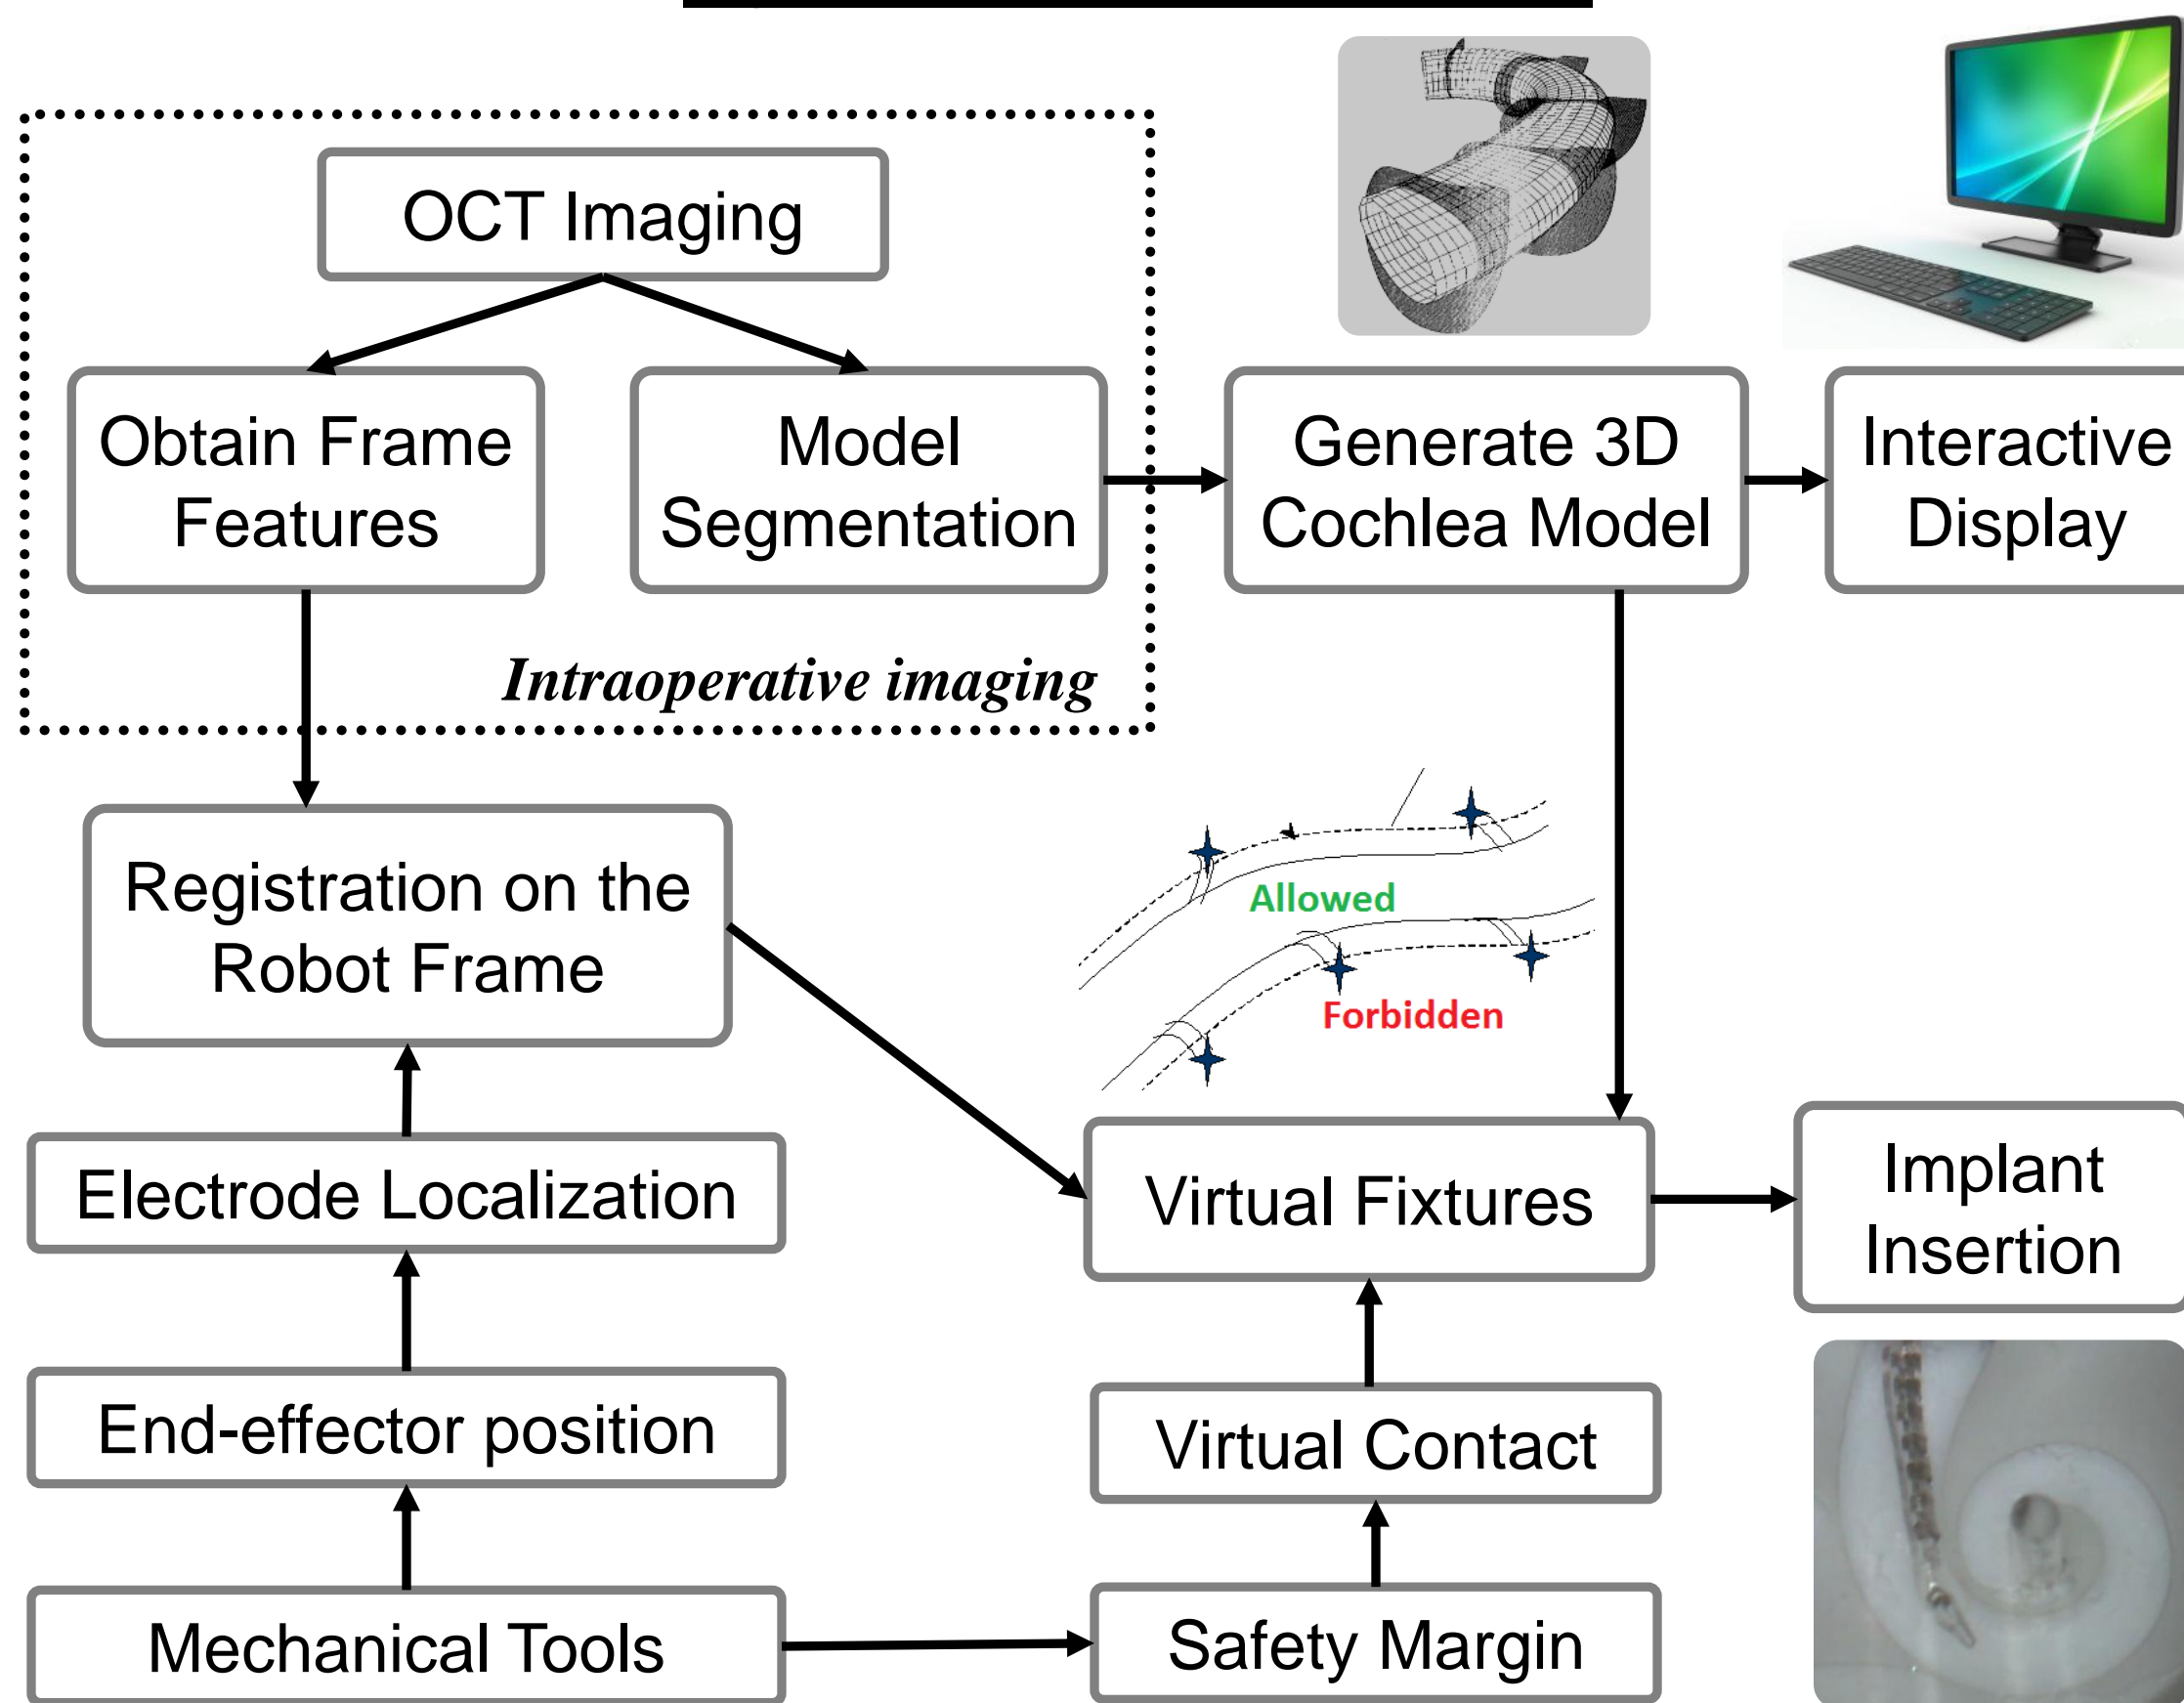 OCT Imaging
Obtain Frame
Features
Model
Segmentation
Generate 3D
Cochlea Model
Interactive
Display
Intraoperative imaging
Registration on the
Robot Frame
Allowed
Forbidden
Electrode Localization
Virtual Fixtures
Implant
Insertion
End-effector position
Virtual Contact
Mechanical Tools
Safety Margin